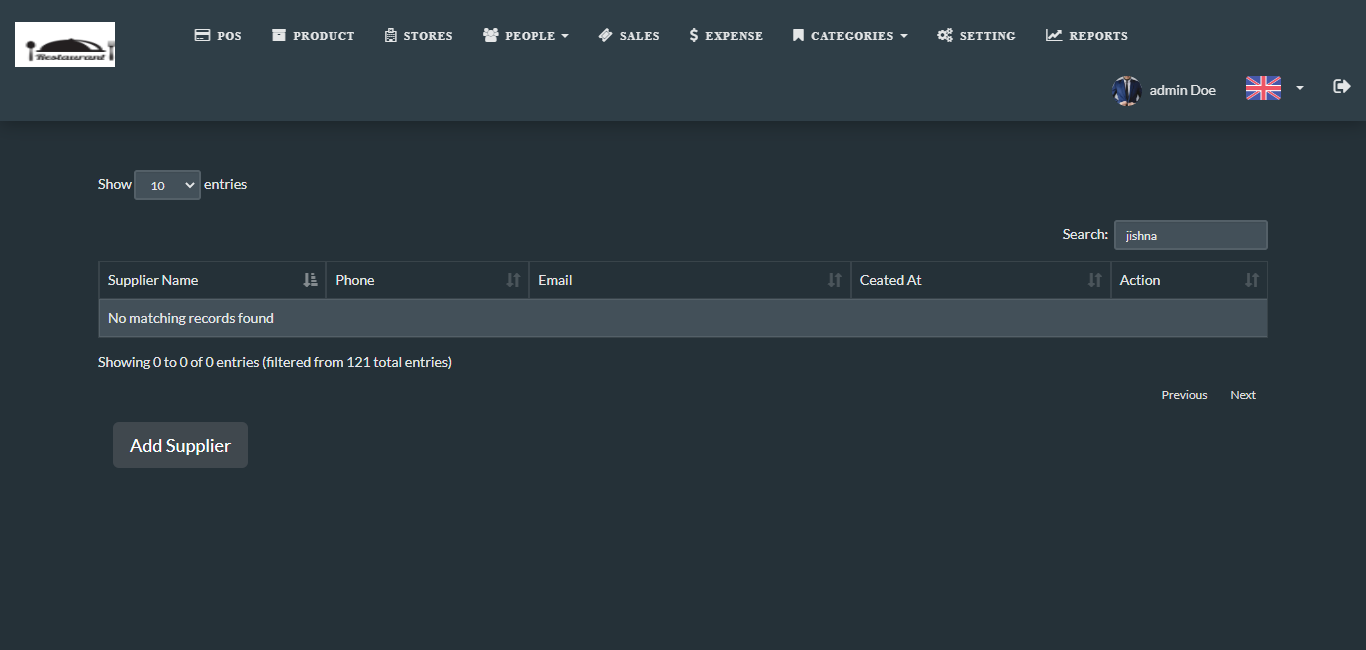 Restaurant
POS PRODUCT STORES PEOPLE SALES EXPENSE CATEGORIES SETTING REPORTS
admin Doe
Show 10 entries
Search: jishna
Supplier Name Phone Email Ceated At Action
No matching records found
Showing 0 to 0 of 0 entries (filtered from 121 total entries)
Previous Next
Add Supplier